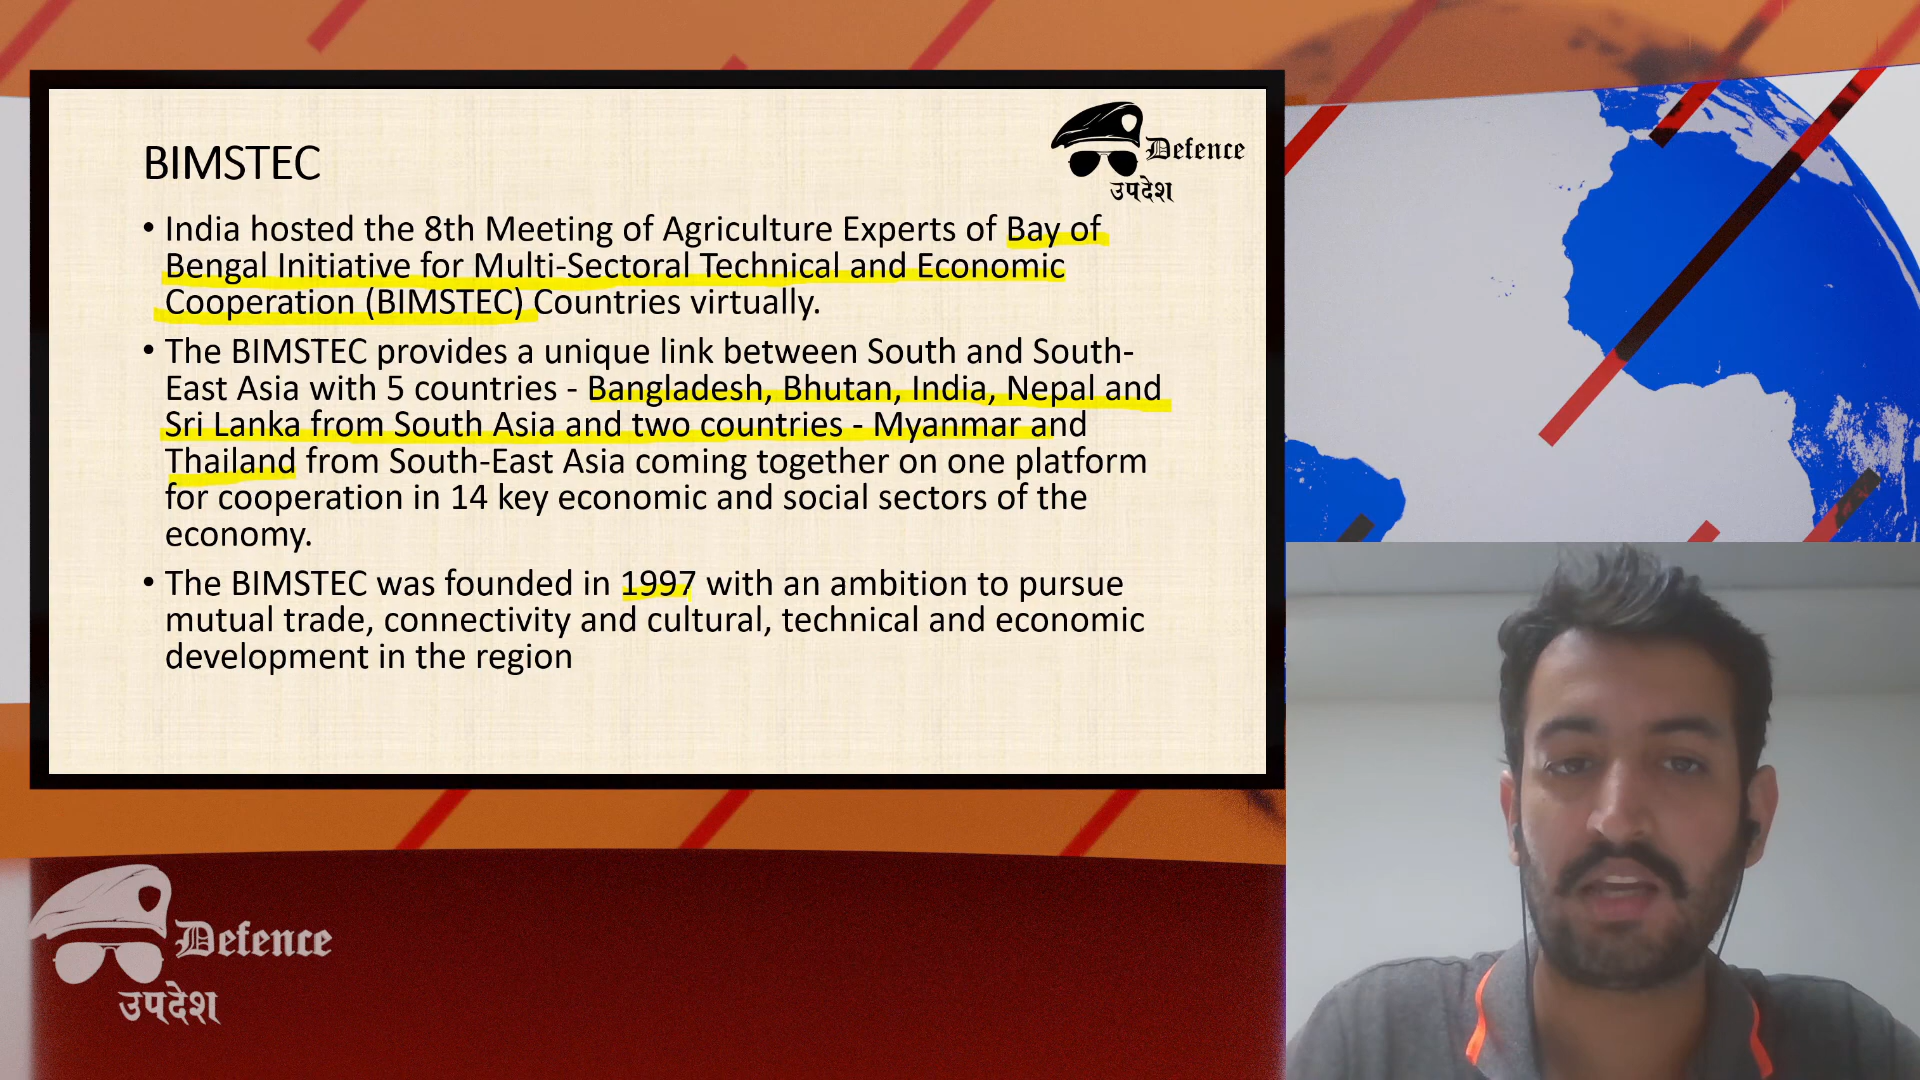 BIMSTEC
Defence
उपदेश
• India hosted the 8th Meeting of Agriculture Experts of Bay of
Bengal Initiative for Multi-Sectoral Technical and Economic
Cooperation (BIMSTEC) Countries virtually.
• The BIMSTEC provides a unique link between South and South-
East Asia with 5 countries - Bangladesh, Bhutan, India, Nepal and
Sri Lanka from South Asia and two countries - Myanmar and
Thailand from South-East Asia coming together on one platform
for cooperation in 14 key economic and social sectors of the
economy.
• The BIMSTEC was founded in 1997 with an ambition to pursue
mutual trade, connectivity and cultural, technical and economic
development in the region
Defence
उपदेश